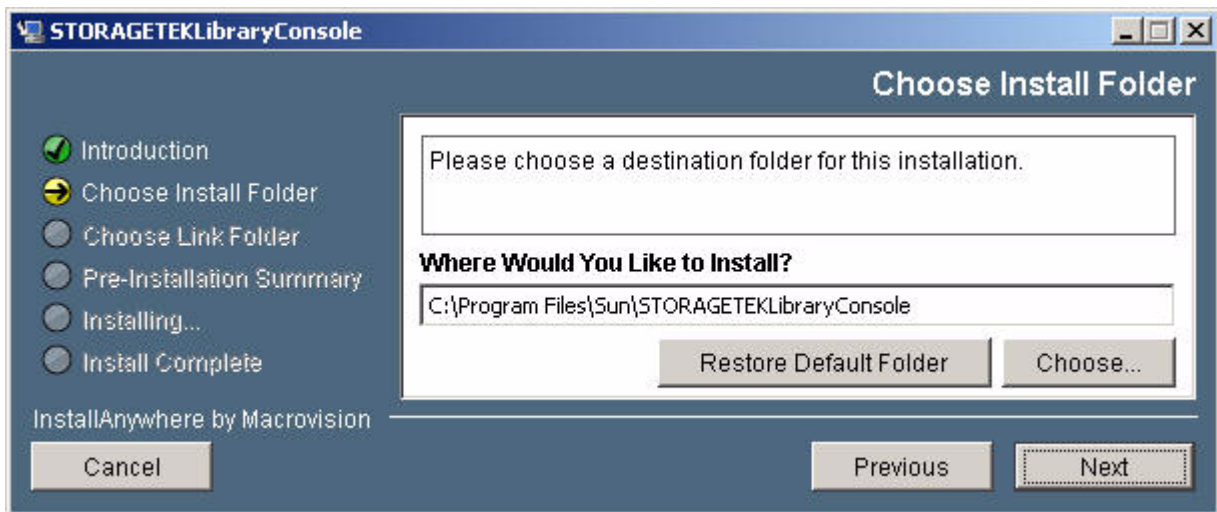 STORAGETEKLibraryConsole
Choose Install Folder
Introduction
Choose Install Folder
Choose Link Folder
Pre-Installation Summary
Installing...
Install Complete
Please choose a destination folder for this installation.
Where Would You Like to Install?
C:\Program Files\Sun\STORAGETEKLibraryConsole
Restore Default Folder
Choose...
InstallAnywhere by Macrovision
Cancel
Previous
Next